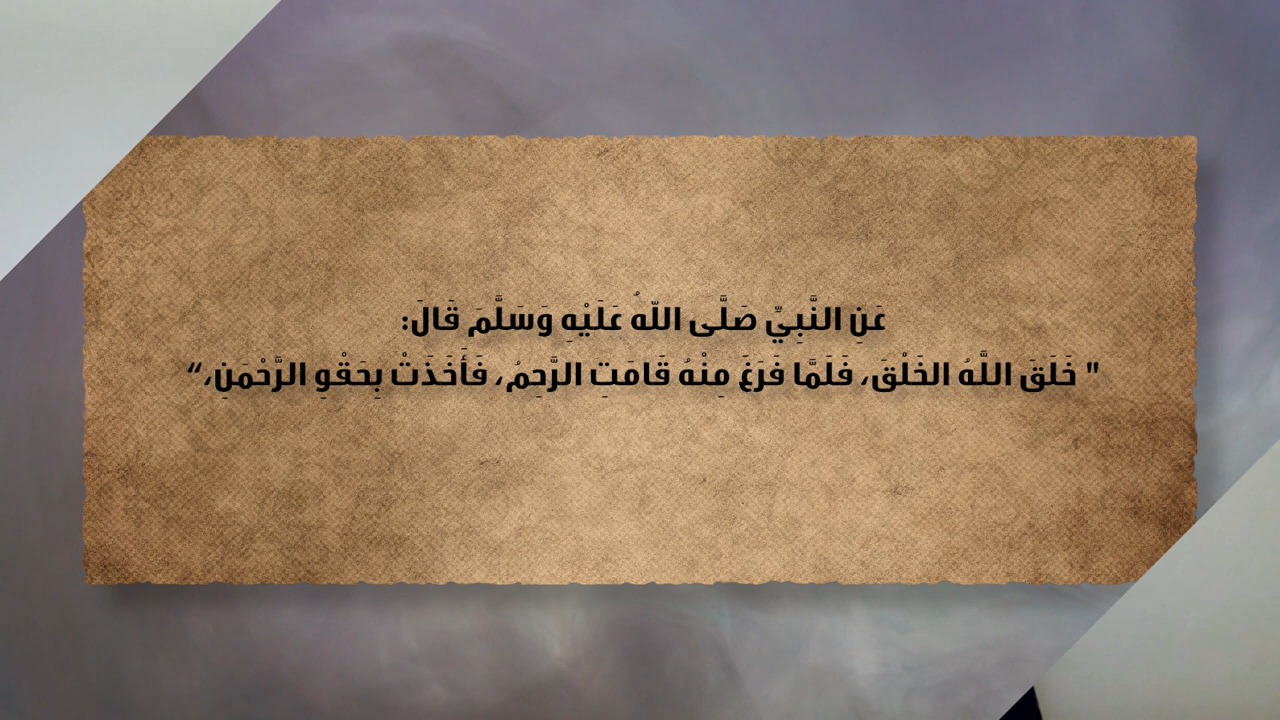 عَنِ النَّبِيِّ صَلَّى اللّٰهُ عَلَيْهِ وَسَلَّمَ قَالَ:
" خَلَقَ اللَّهُ الخَلْقَ، فَلَمَّا فَرَغَ مِنْهُ قَامَتِ الرَّحِمُ، فَأَخَذَتْ بِحَقْوِ الرَّحْمَنِ،“